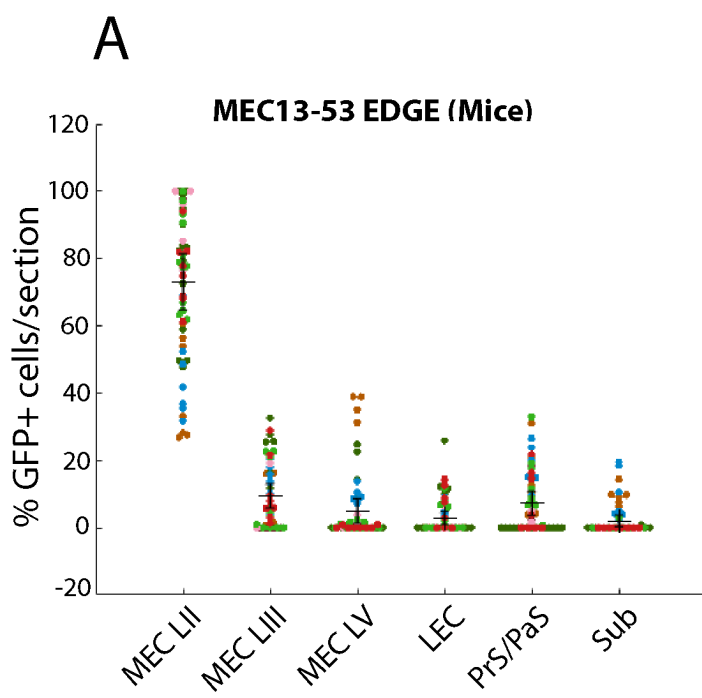 A
MEC13-53 EDGE (Mice)
% GFP+ cells/section
120
100
80
60
40
20
0
-20
MEC LII
MEC LIII
MEC LV
LEC
PrS/PaS
Sub